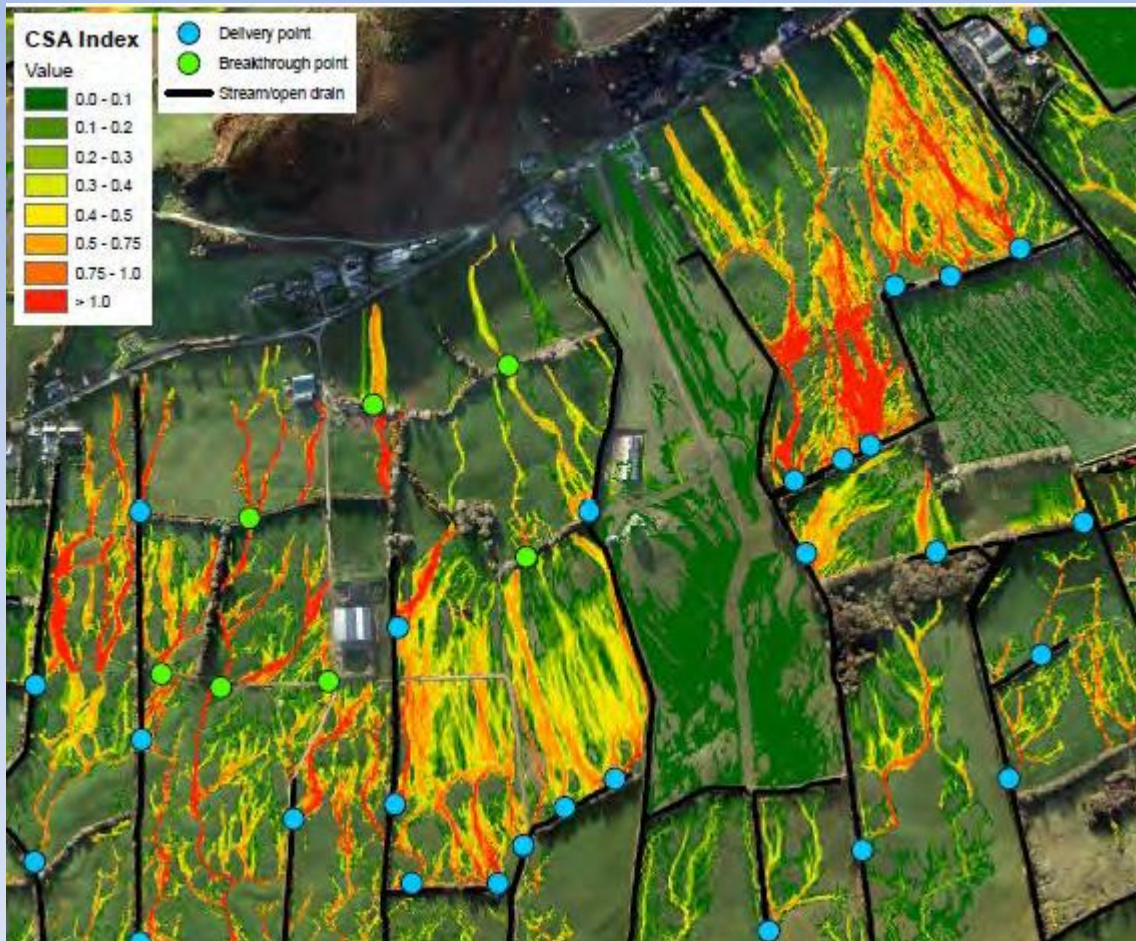 CSA Index
Value
0.0 - 0.1
0.1 - 0.2
0.2 - 0.3
0.3 - 0.4
0.4 - 0.5
0.5 - 0.75
0.75 - 1.0
> 1.0
Delivery point
Breakthrough point
Stream/open drain